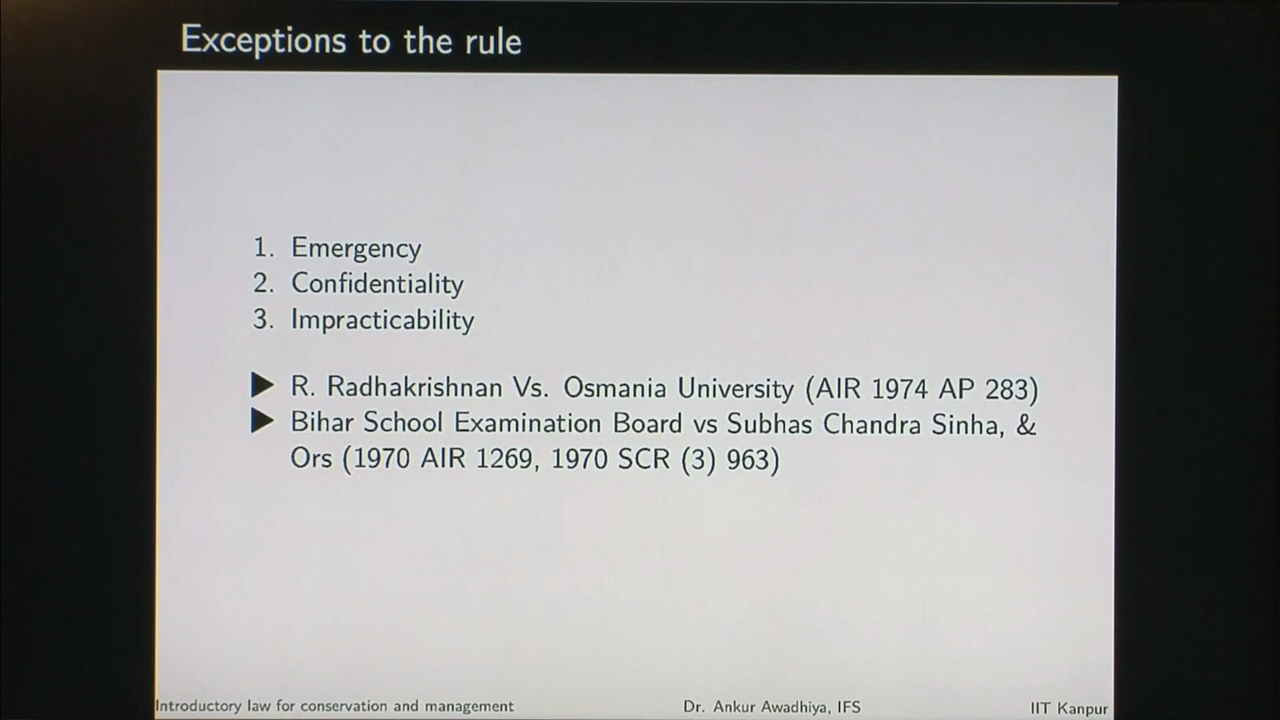 Exceptions to the rule
1. Emergency
2. Confidentiality
3. Impracticability
▶ R. Radhakrishnan Vs. Osmania University (AIR 1974 AP 283)
▶ Bihar School Examination Board vs Subhas Chandra Sinha, &
Ors (1970 AIR 1269, 1970 SCR (3) 963)
Introductory law for conservation and management Dr. Ankur Awadhiya, IFS IIT Kanpur